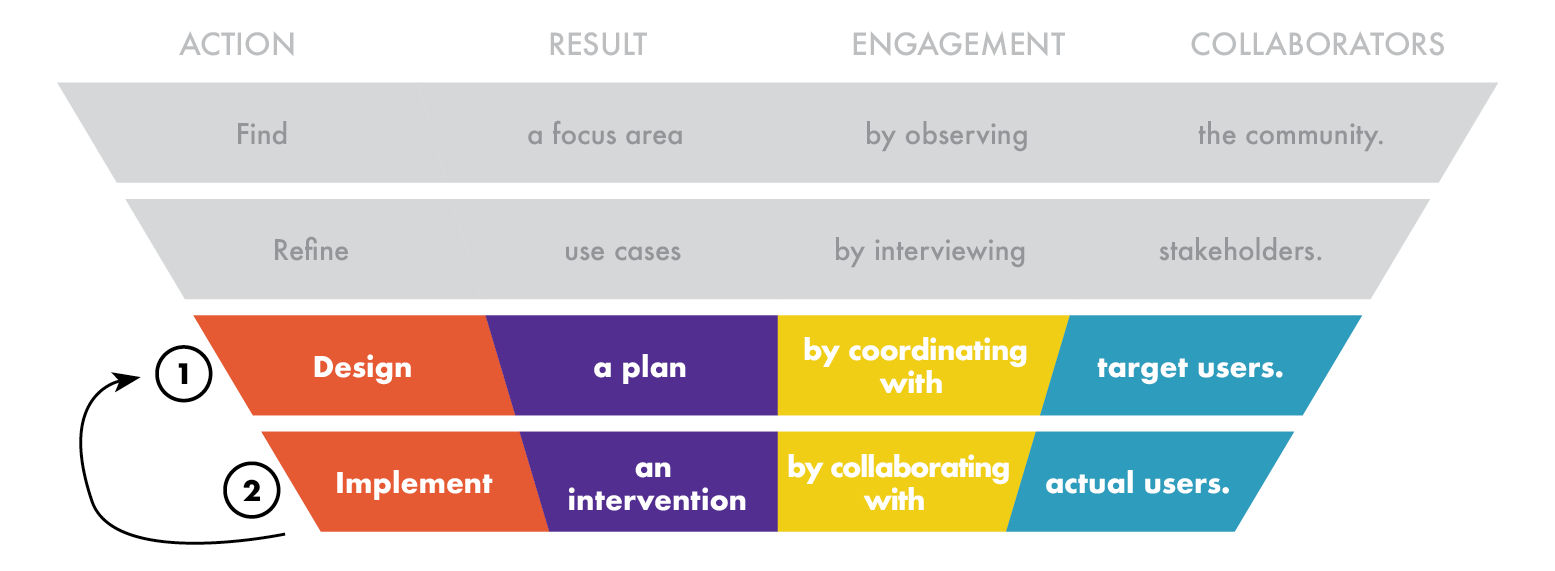 ACTION RESULT ENGAGEMENT COLLABORATORS
Find a focus area by observing the community.
Refine use cases by interviewing stakeholders.
1 Design a plan by coordinating with target users.
2 Implement an intervention by collaborating with actual users.